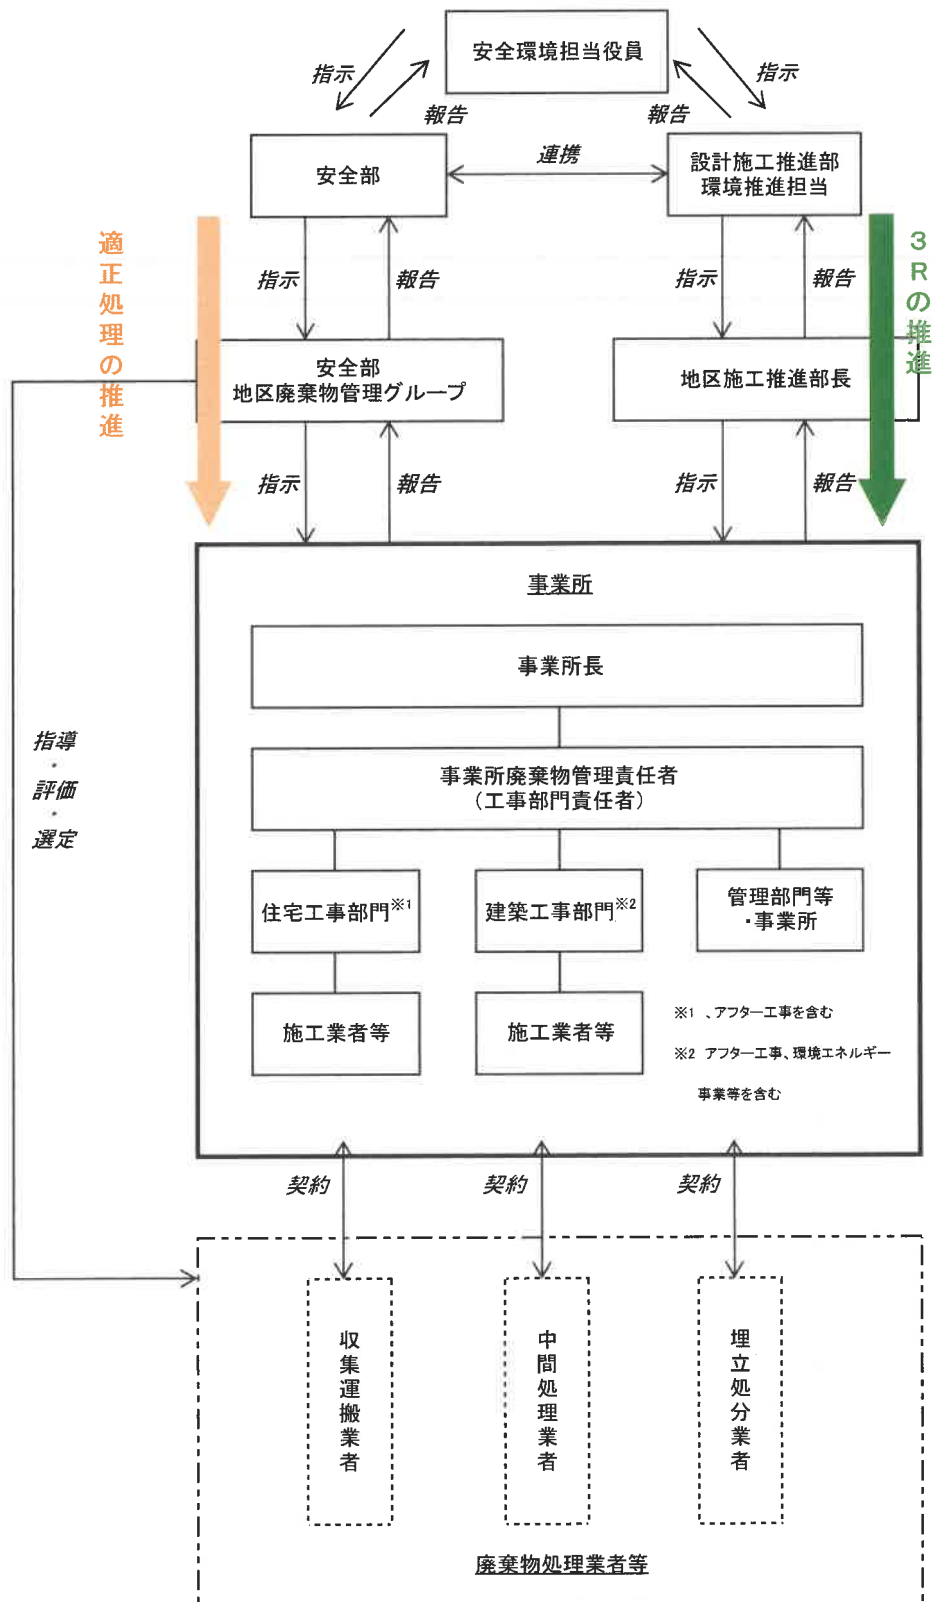 安全環境担当役員
指示
報告
報告
指示
安全部
連携
設計施工推進部
環境推進担当
適正処理の推進
指示
報告
指示
報告
3Rの推進
安全部
地区廃棄物管理グループ
地区施工推進部長
指示
報告
指示
報告
事業所
事業所長
事業所廃棄物管理責任者
（工事部門責任者）
住宅工事部門※1
建築工事部門※2
管理部門等
・事業所
施工業者等
施工業者等
※1 、アフター工事を含む
※2 アフター工事、環境エネルギー
事業等を含む
指導
・
評価
・
選定
契約
契約
契約
収集運搬業者
中間処理業者
埋立処分業者
廃棄物処理業者等